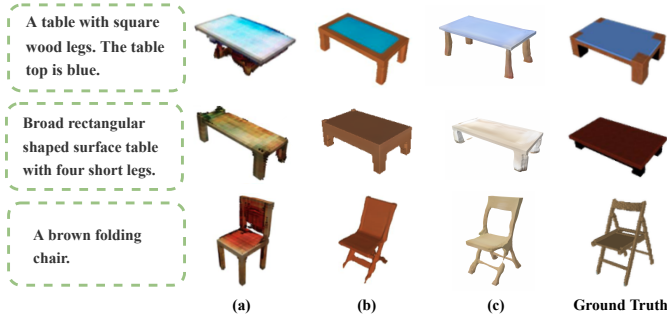 A table with square
wood legs. The table
top is blue.
Broad rectangular
shaped surface table
with four short legs.
A brown folding
chair.
(a)
(b)
(c)
Ground Truth